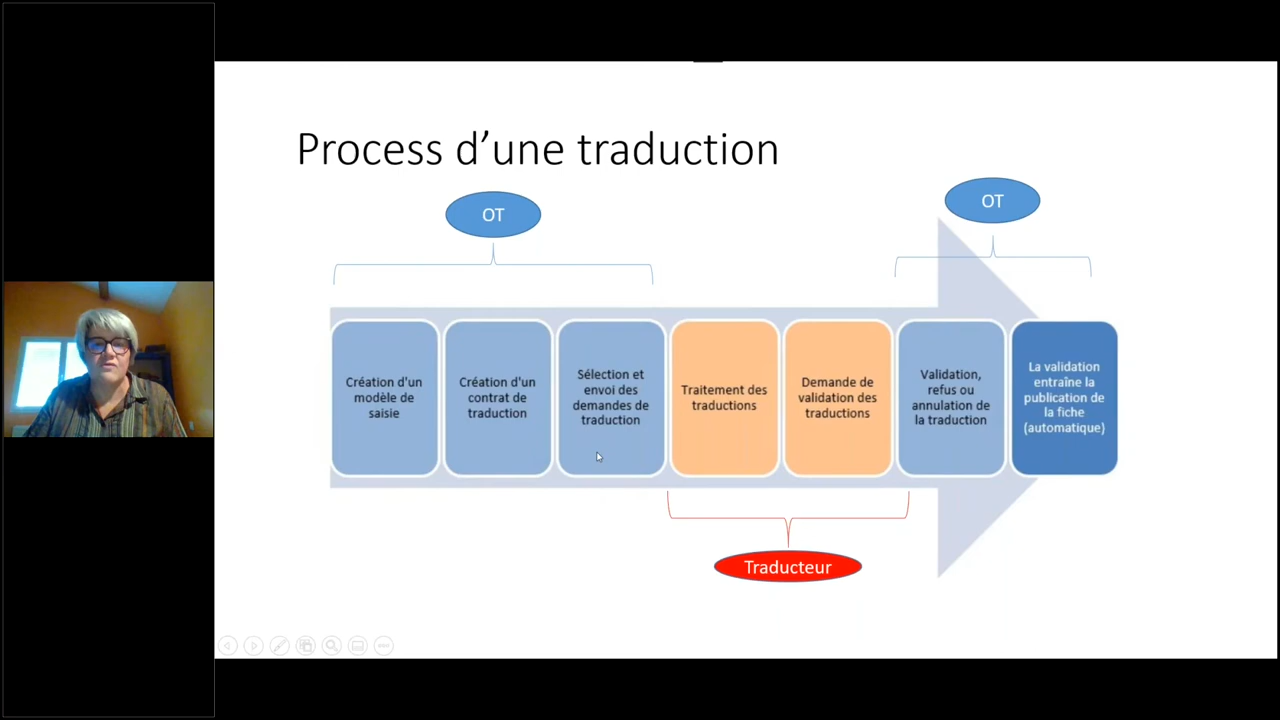 Process d’une traduction
OT
OT
Création d'un
modèle de
saisie
Création d'un
contrat de
traduction
Sélection et
envoi des
demandes de
traduction
Traitement des
traductions
Demande de
validation des
traductions
Validation,
refus ou
annulation de
la traduction
La validation
entraîne la
publication de
la fiche
(automatique)
Traducteur